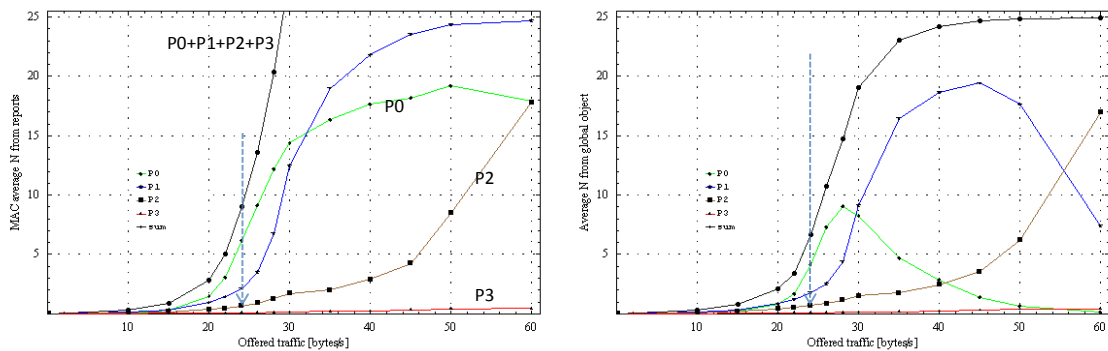 25
20
15
10
5
MAC average N from reports
P0+P1+P2+P3
P0
P2
P3
P0
P1
P2
P3
sum
10
20
30
40
50
60
Offered traffic [bytes/s]
25
20
15
10
5
Average N from global object
P0
P1
P2
P3
sum
10
20
30
40
50
60
Offered traffic [bytes/s]